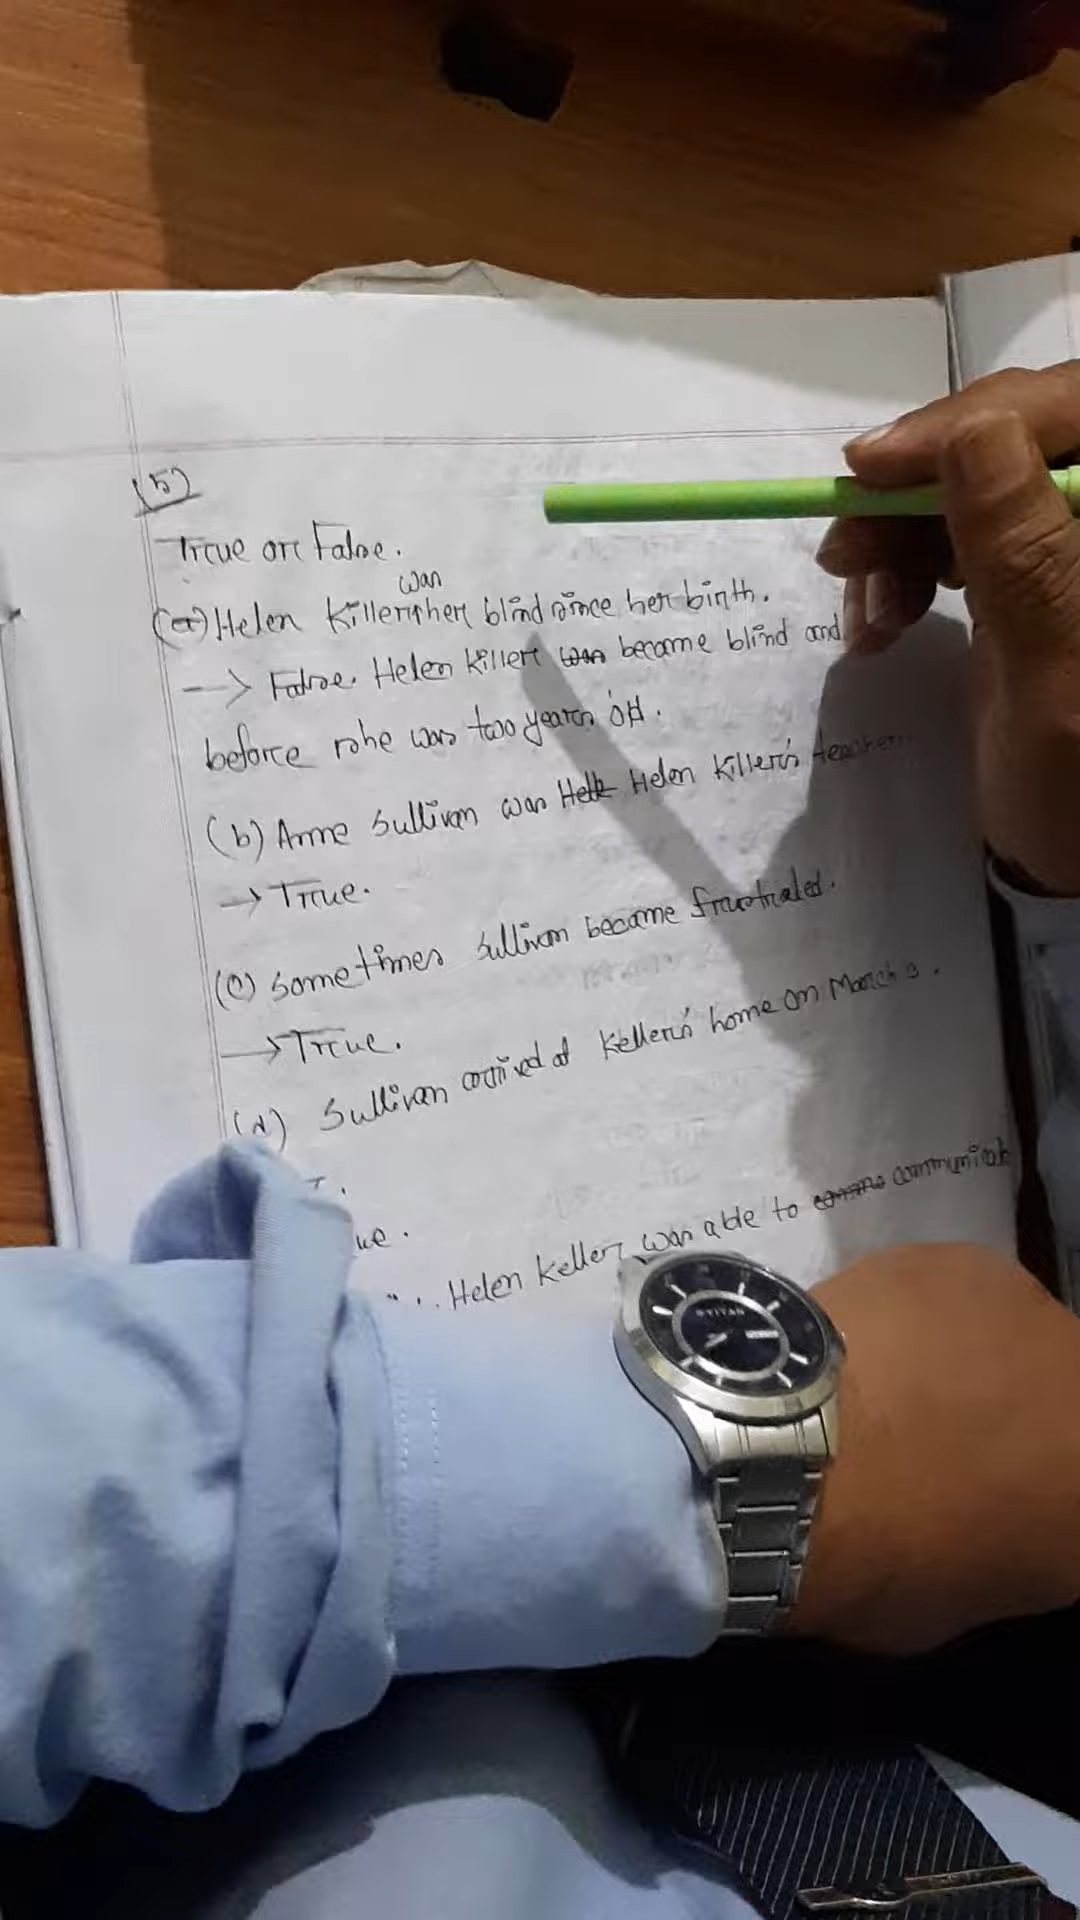 (5)
True or False.
was
(a) Helen Killer her blind since her birth.
→ False. Helen Killer was became blind and
before she was two years old.
(b) Anne Sullivan was Helen Killer's teacher.
→ True.
(c) Sometimes Sullivan became frustrated.
→ True.
(d) Sullivan arrived at Keller's home on March 3.
ue.
Helen Keller was able to communicate
TITAN